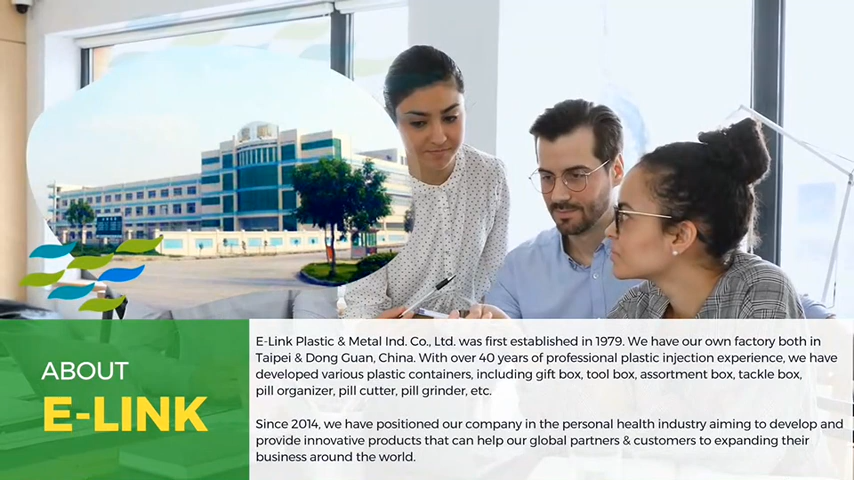 ABOUT
E-LINK
E-Link Plastic & Metal Ind. Co., Ltd. was first established in 1979. We have our own factory both in
Taipei & Dong Guan, China. With over 40 years of professional plastic injection experience, we have
developed various plastic containers, including gift box, tool box, assortment box, tackle box,
pill organizer, pill cutter, pill grinder, etc.
Since 2014, we have positioned our company in the personal health industry aiming to develop and
provide innovative products that can help our global partners & customers to expanding their
business around the world.